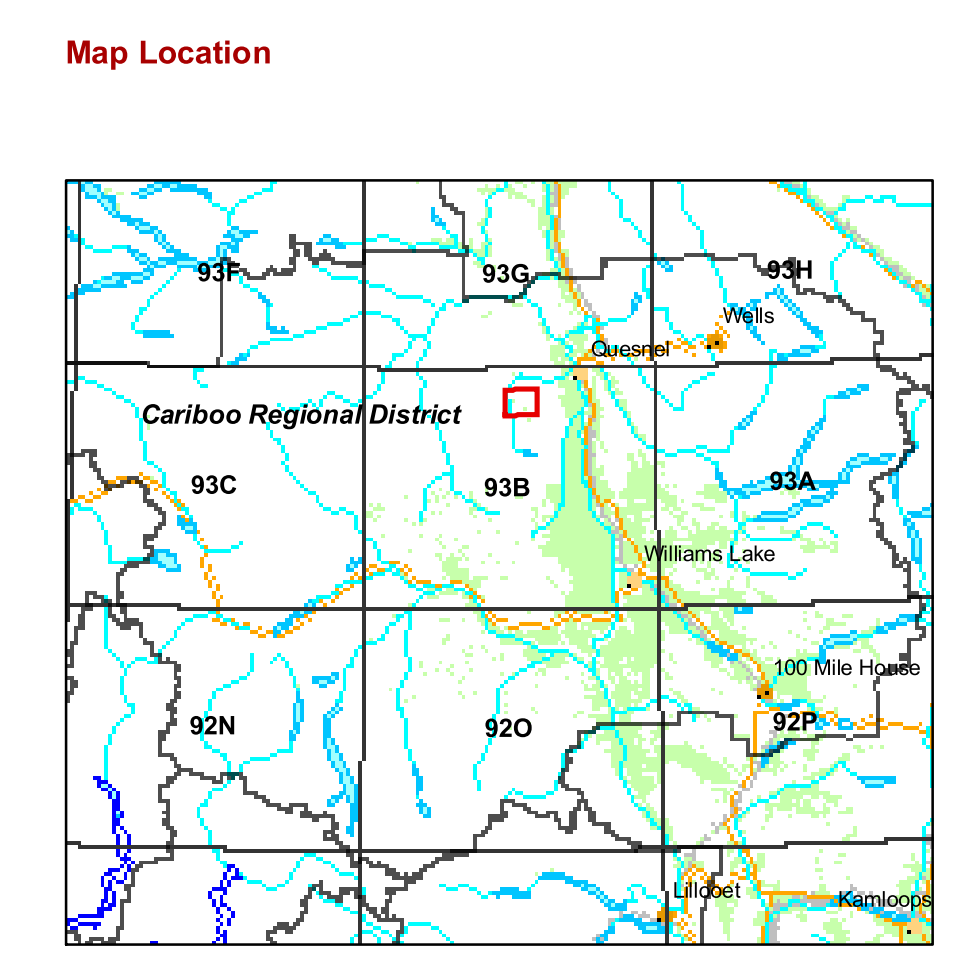 Map Location
93F
93G
93H
Wells
Quesnel
Cariboo Regional District
93C
93B
93A
Williams Lake
100 Mile House
92N
92O
92P
Lillooet
Kamloops